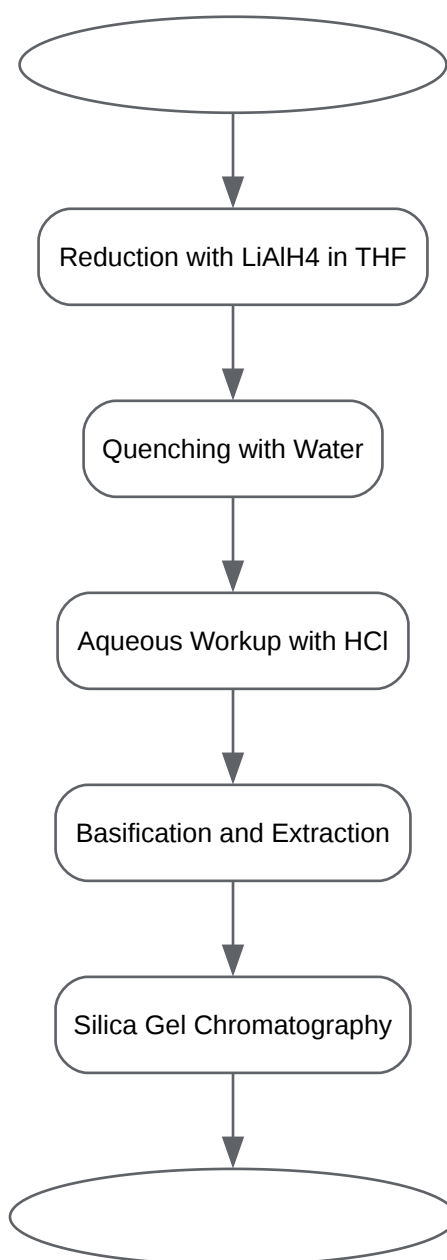 Reduction with LiAlH4 in THF
Quenching with Water
Aqueous Workup with HCl
Basification and Extraction
Silica Gel Chromatography